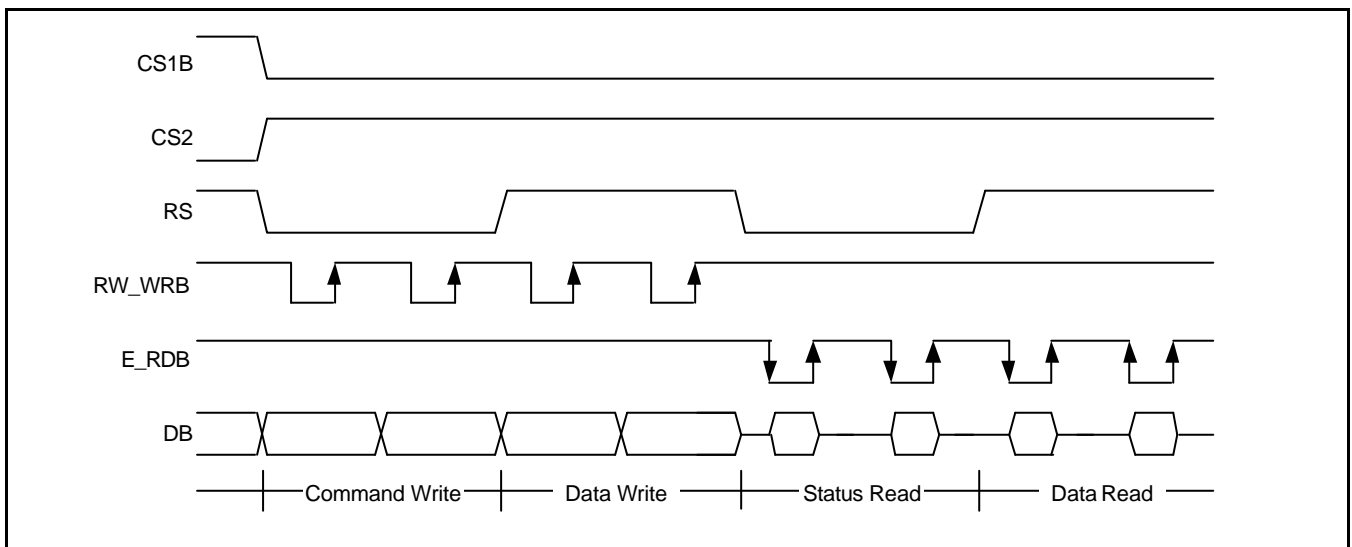 CS1B
CS2
RS
RW_WRB
E_RDB
DB
Command Write
Data Write
Status Read
Data Read